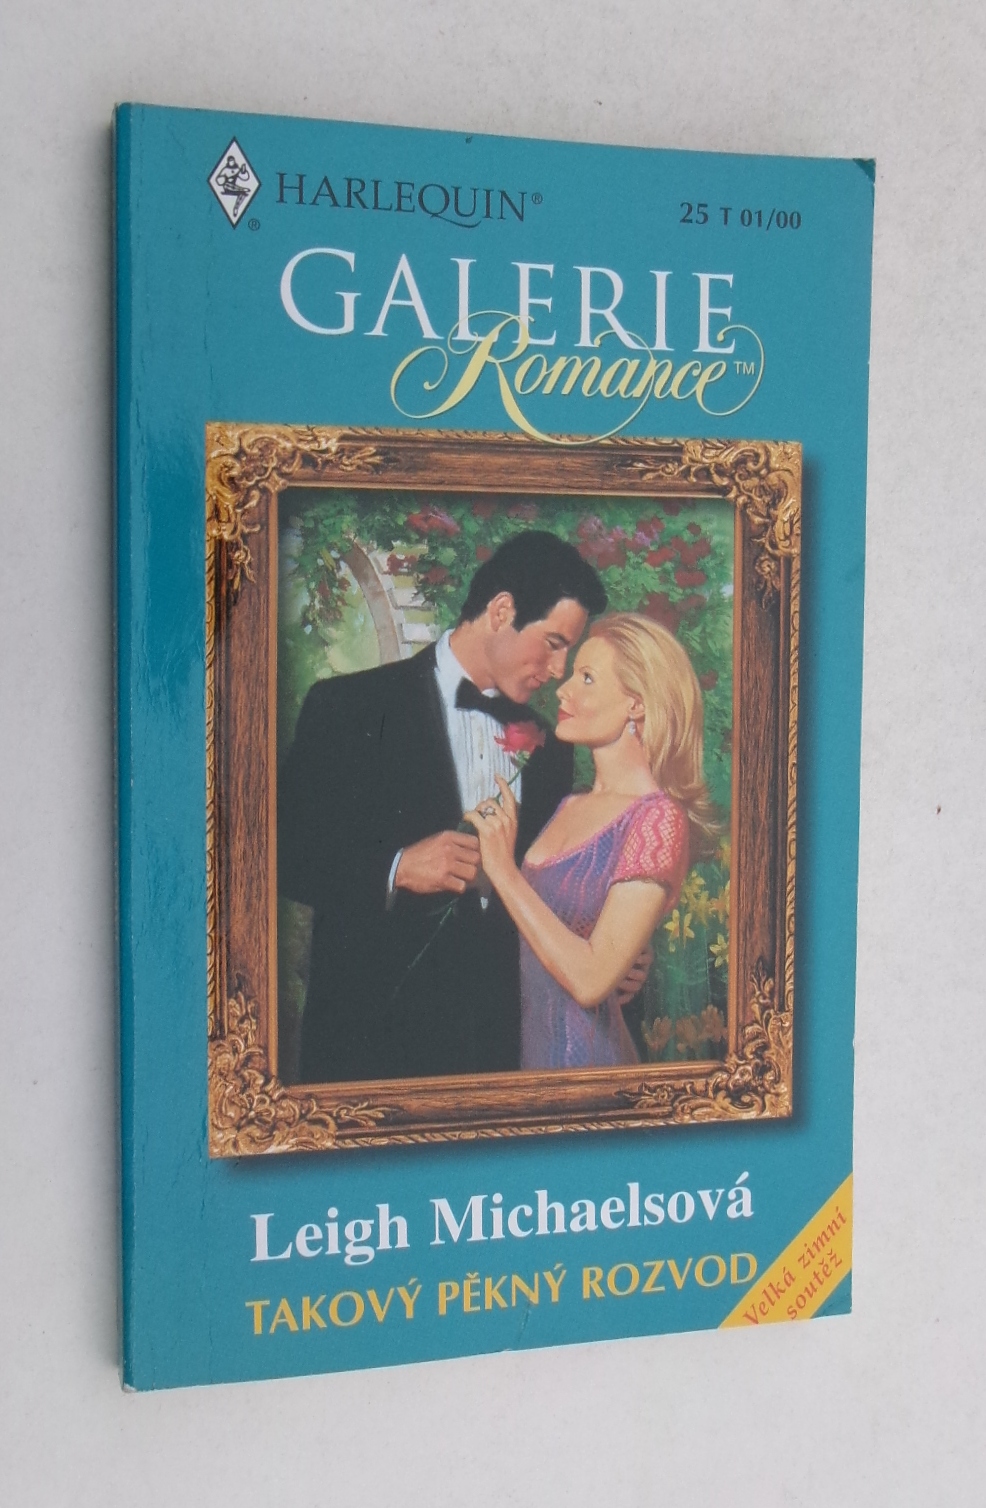 HARLEQUIN®
®
25 T 01/00
GALERIE
Romance™
Leigh Michaelsová
TAKOVÝ PĚKNÝ ROZVOD
Velká zimní
soutěž